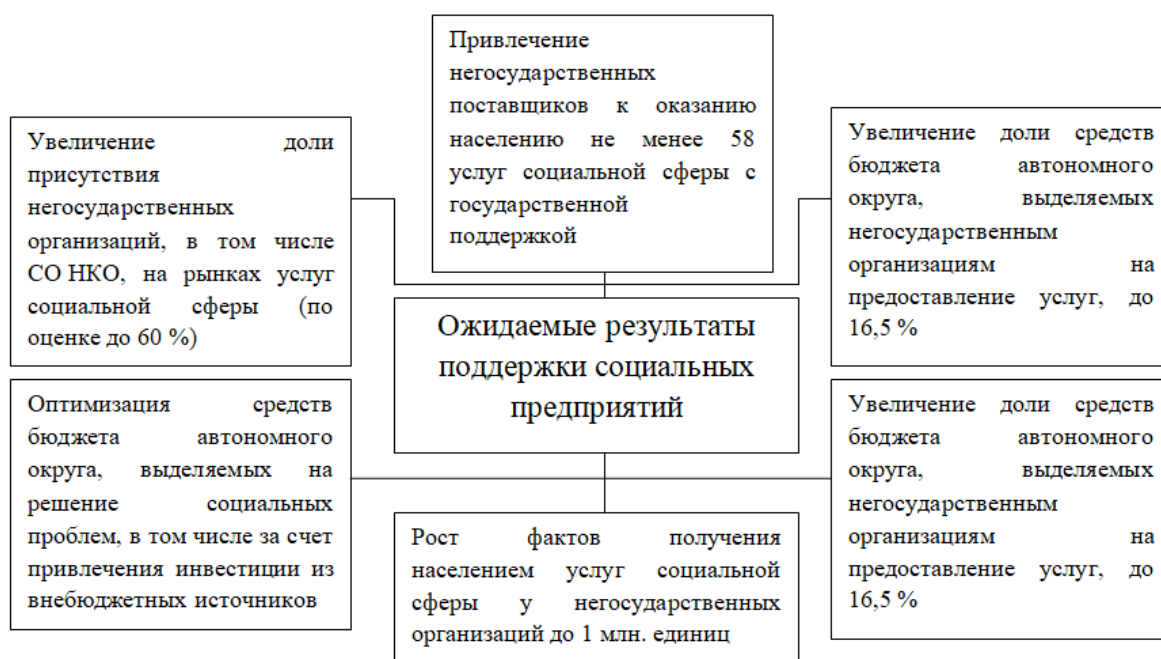 Привлечение
негосударственных
поставщиков к оказанию
населению не менее 58
услуг социальной сферы с
государственной
поддержкой
Увеличение доли
присутствия
негосударственных
организаций, в том числе
СО НКО, на рынках услуг
социальной сферы (по
оценке до 60 %)
Увеличение доли средств
бюджета автономного
округа, выделяемых
негосударственным
организациям на
предоставление услуг, до
16,5 %
Ожидаемые результаты
поддержки социальных
предприятий
Оптимизация средств
бюджета автономного
округа, выделяемых на
решение социальных
проблем, в том числе за счет
привлечения инвестиции из
внебюджетных источников
Рост фактов получения
населением услуг социальной
сферы у негосударственных
организаций до 1 млн. единиц
Увеличение доли средств
бюджета автономного
округа, выделяемых
негосударственным
организациям на
предоставление услуг, до
16,5 %